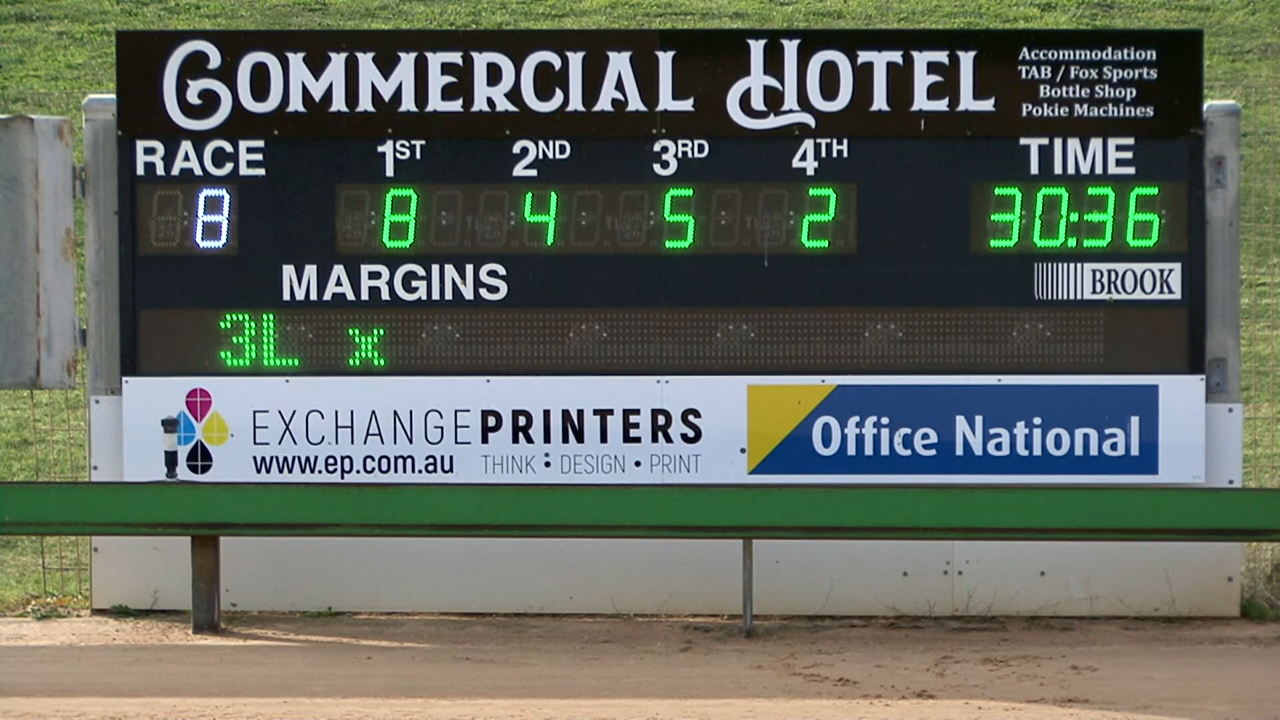 COMMERCIAL HOTEL
Accommodation
TAB / Fox Sports
Bottle Shop
Pokie Machines
RACE 1ST 2ND 3RD 4TH TIME
8 8 4 5 2 30:36
MARGINS
BROOK
3L x
EXCHANGEPRINTERS
www.ep.com.au THINK • DESIGN • PRINT
Office National